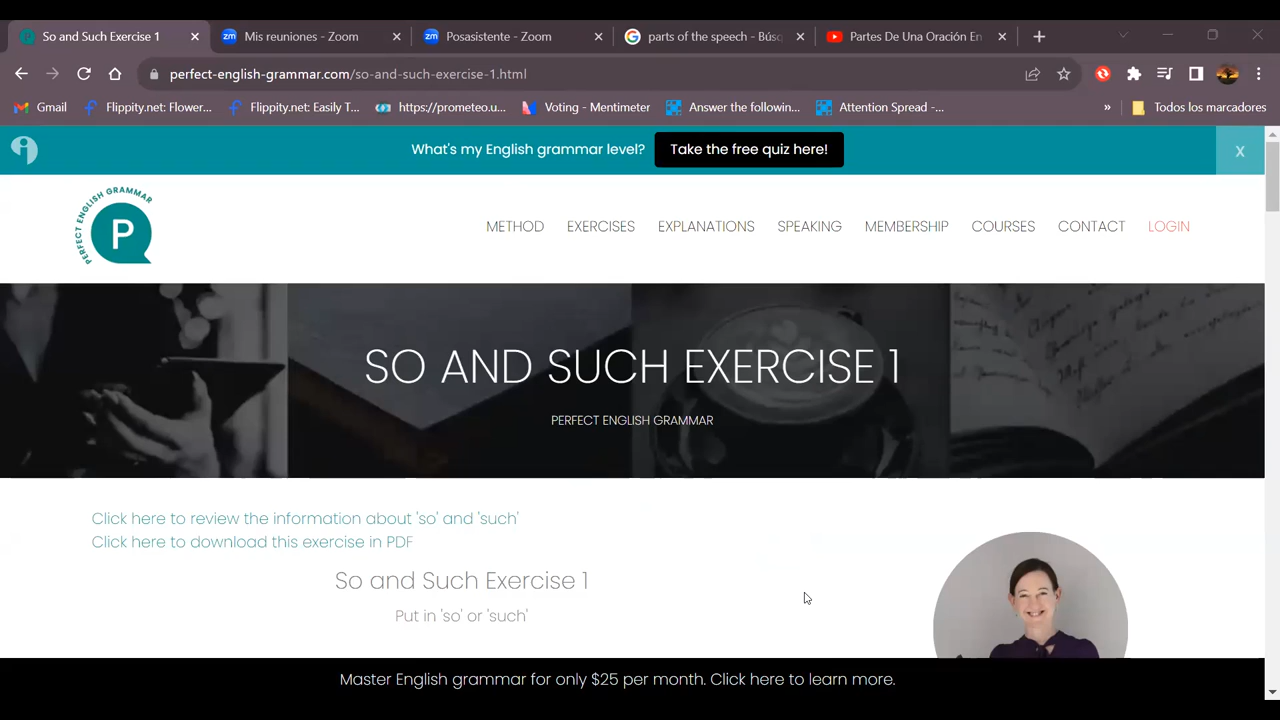 So and Such Exercise 1
zm Mis reuniones - Zoom
zm Posasistente - Zoom
parts of the speech - Búsq
Partes De Una Oración En
perfect-english-grammar.com/so-and-such-exercise-1.html
Gmail
Flippity.net: Flower...
Flippity.net: Easily T...
https://prometeo.u...
Voting - Mentimeter
Answer the followin...
Attention Spread -...
»
Todos los marcadores
What's my English grammar level?
Take the free quiz here!
X
PERFECT ENGLISH GRAMMAR
P
METHOD EXERCISES EXPLANATIONS SPEAKING MEMBERSHIP COURSES CONTACT LOGIN
SO AND SUCH EXERCISE 1
PERFECT ENGLISH GRAMMAR
Click here to review the information about 'so' and 'such'
Click here to download this exercise in PDF
So and Such Exercise 1
Put in 'so' or 'such'
Master English grammar for only $25 per month. Click here to learn more.